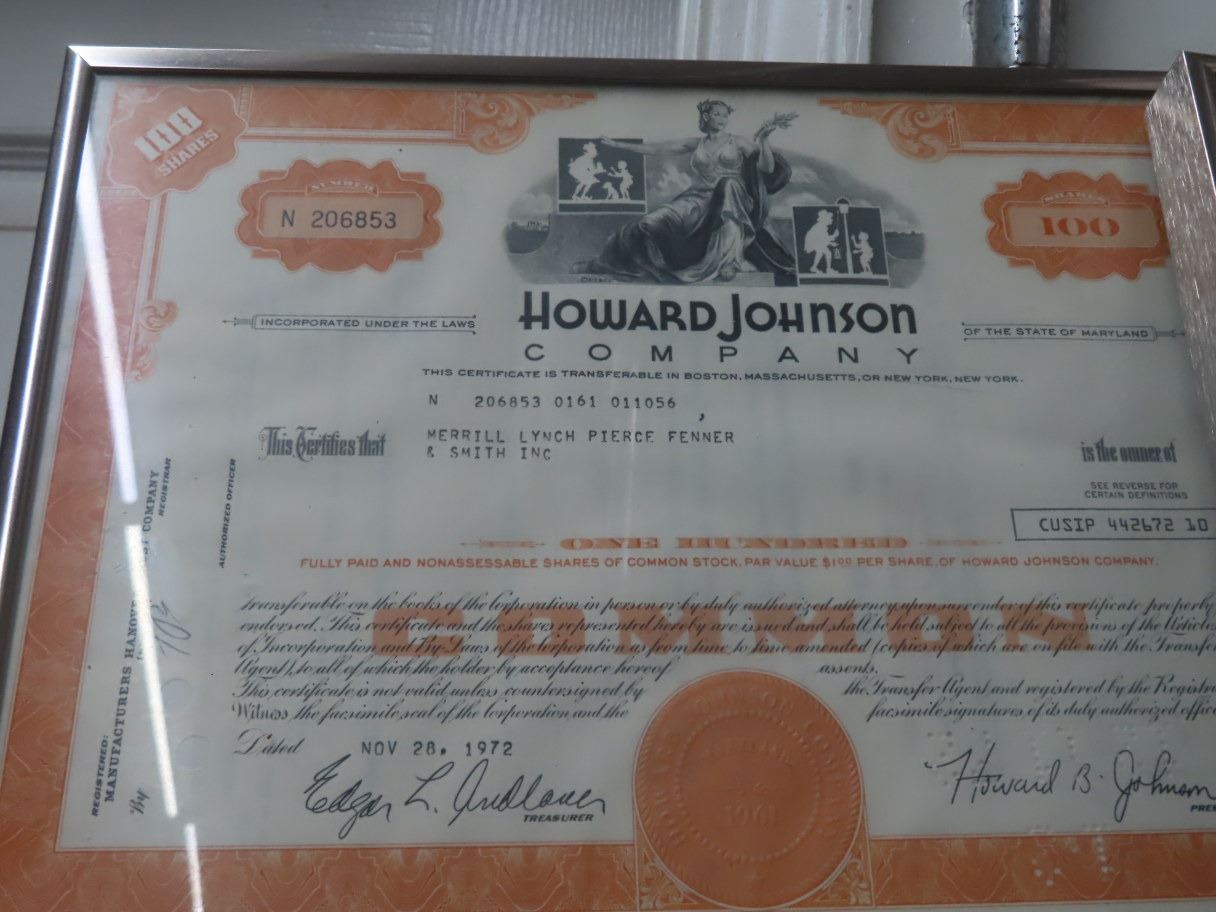 100
SHARES
NUMBER
N 206853
SHARES
100
HOWARD JOHNSON
COMPANY
INCORPORATED UNDER THE LAWS
OF THE STATE OF MARYLAND
THIS CERTIFICATE IS TRANSFERABLE IN BOSTON, MASSACHUSETTS, OR NEW YORK, NEW YORK.
N 206853 0161 011056
This Certifies that
MERRILL LYNCH PIERCE FENNER
& SMITH INC
is the owner of
SEE REVERSE FOR
CERTAIN DEFINITIONS
CUSIP 442672 10
ONE HUNDRED
FULLY PAID AND NONASSESSABLE SHARES OF COMMON STOCK, PAR VALUE $1.00 PER SHARE, OF HOWARD JOHNSON COMPANY,
COMMON
transferable on the books of the Corporation in person or by duly authorized attorney upon surrender of this certificate properly
endorsed. This certificate and the shares represented hereby are issued and shall be held subject to all the provisions of the Articles
of Incorporation and By-Laws of the Corporation as from time to time amended (copies of which are on file with the Transfer
Agent), to all of which the holder by acceptance hereof assents.
This certificate is not valid unless countersigned by the Transfer Agent and registered by the Registrar
Witness the facsimile seal of the Corporation and the facsimile signatures of its duly authorized
Dated NOV 28, 1972
Edgar L. Andlauer
TREASURER
Howard B. Johnson
REGISTERED:
MANUFACTURERS HANOVER
COMPANY
REGISTRAR
By
AUTHORIZED OFFICER